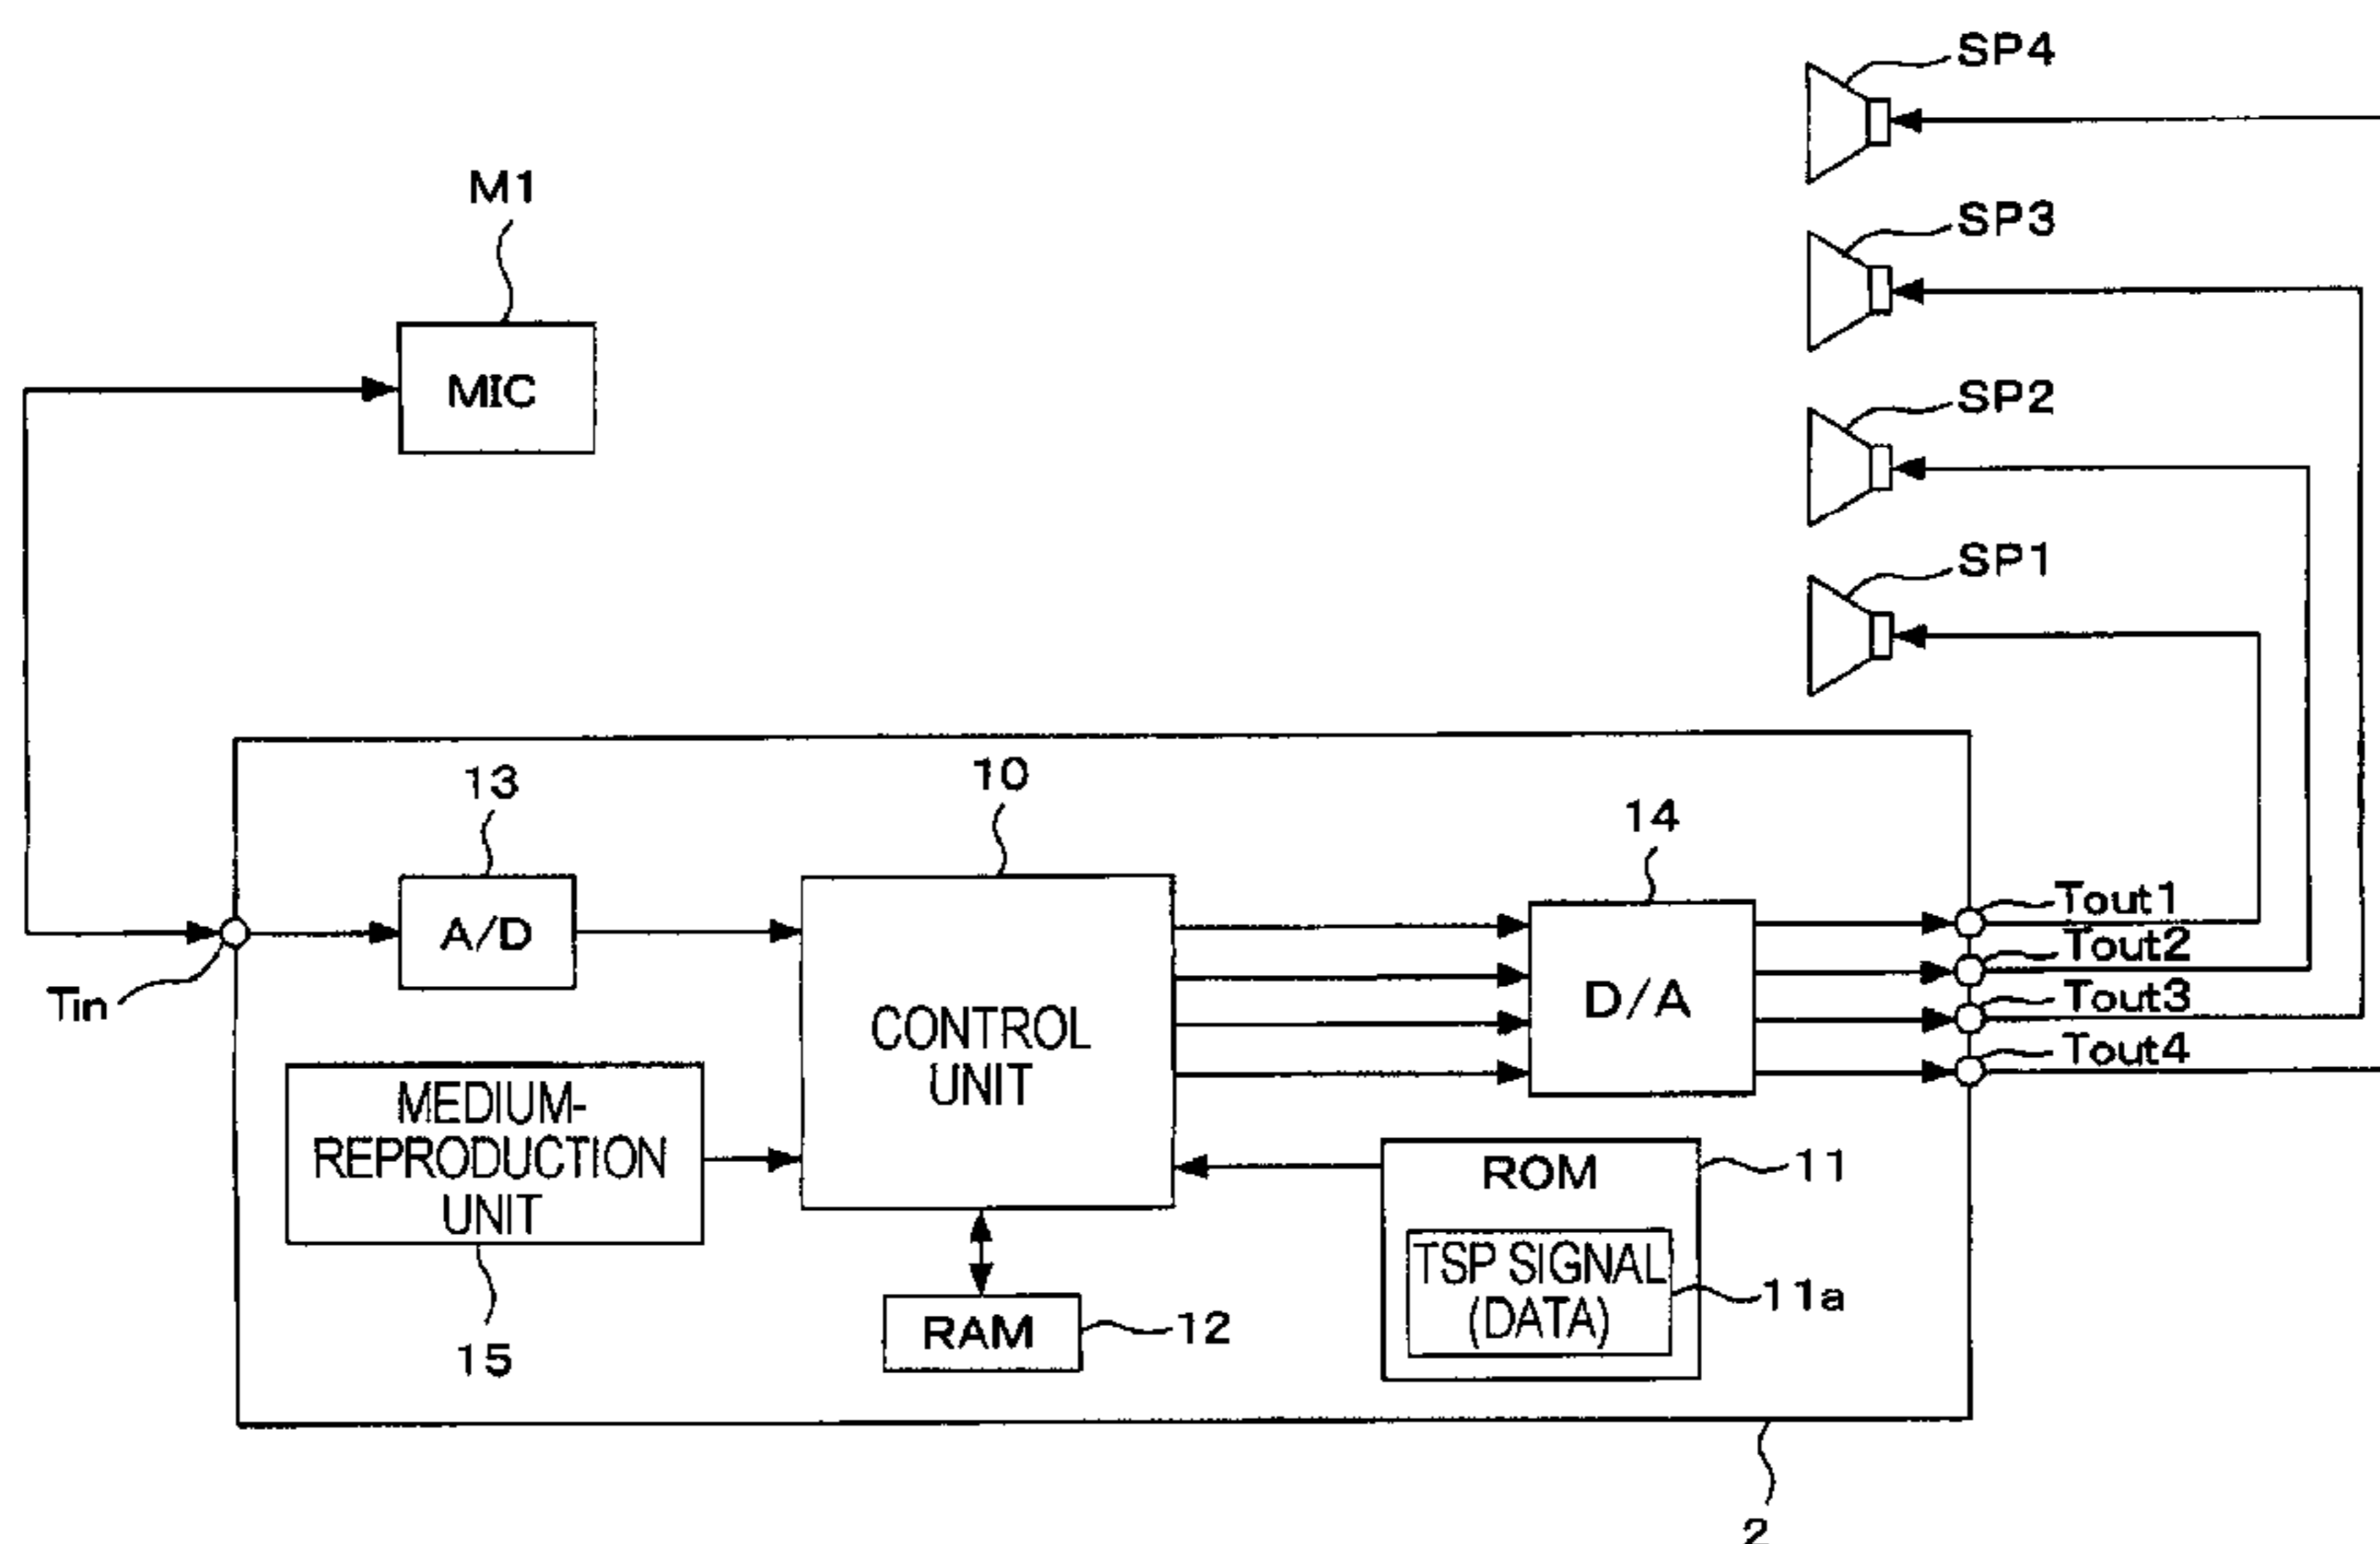 SP4
M1
SP3
MIC
SP2
SP1
13
10
14
A/D
Tout1
Tout2
Tin
D/A
Tout3
CONTROL
UNIT
Tout4
MEDIUM-
REPRODUCTION
UNIT
ROM
11
TSP SIGNAL
(DATA)
11a
RAM
12
15
2